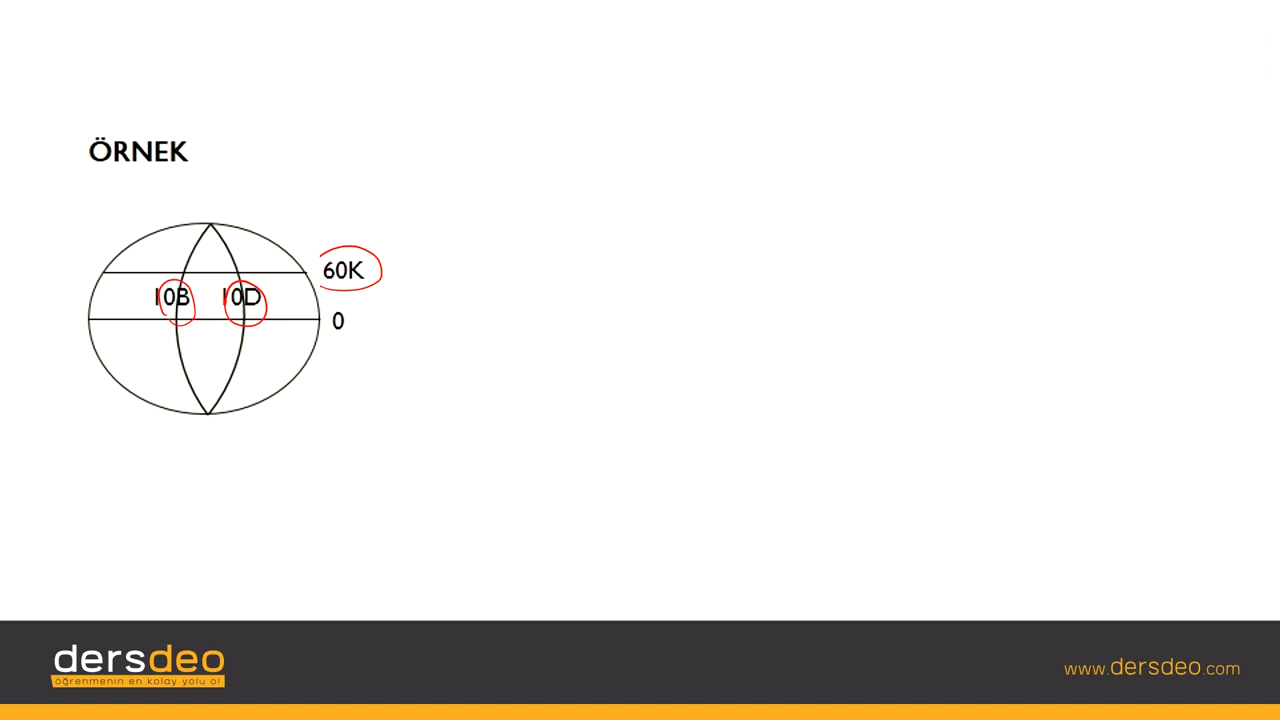 ÖRNEK
60K
10B 10D
0
dersdeo
öğrenmenin en kolay yolu o!
www.dersdeo.com